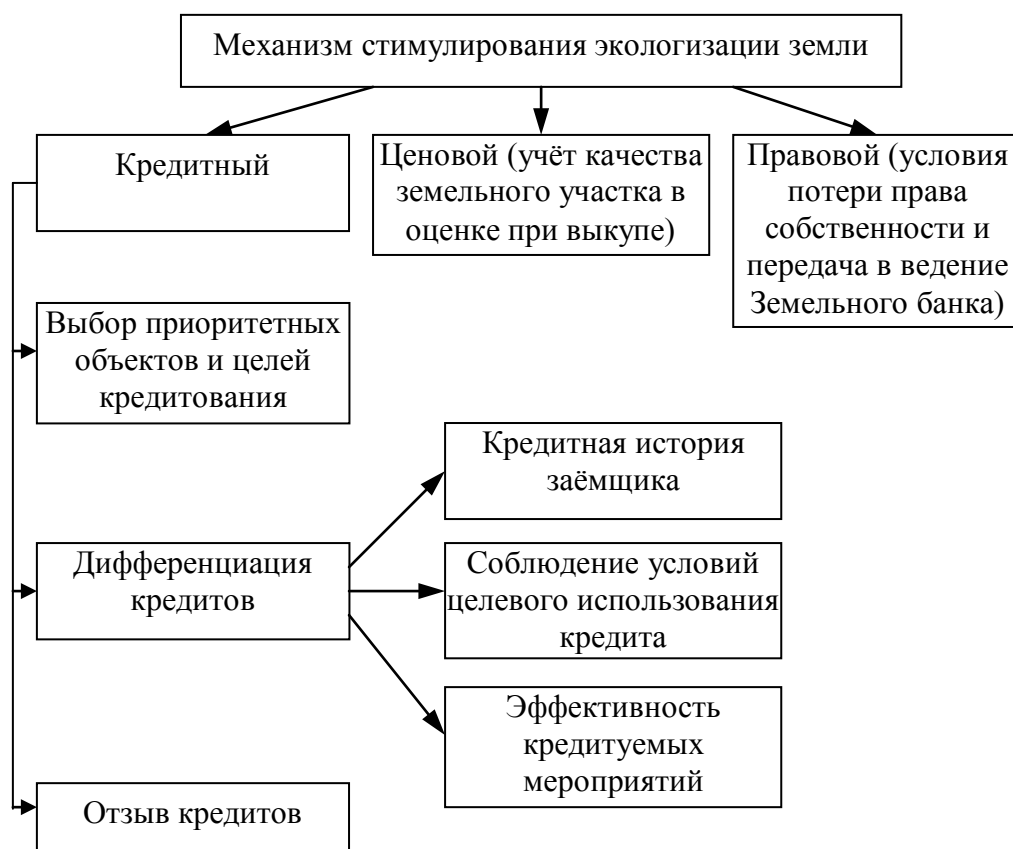 Механизм стимулирования экологизации земли
Кредитный
Ценовой (учёт качества
земельного участка в
оценке при выкупе)
Правовой (условия
потери права
собственности и
передача в ведение
Земельного банка)
Выбор приоритетных
объектов и целей
кредитования
Дифференциация
кредитов
Кредитная история
заёмщика
Соблюдение условий
целевого использования
кредита
Эффективность
кредитуемых
мероприятий
Отзыв кредитов